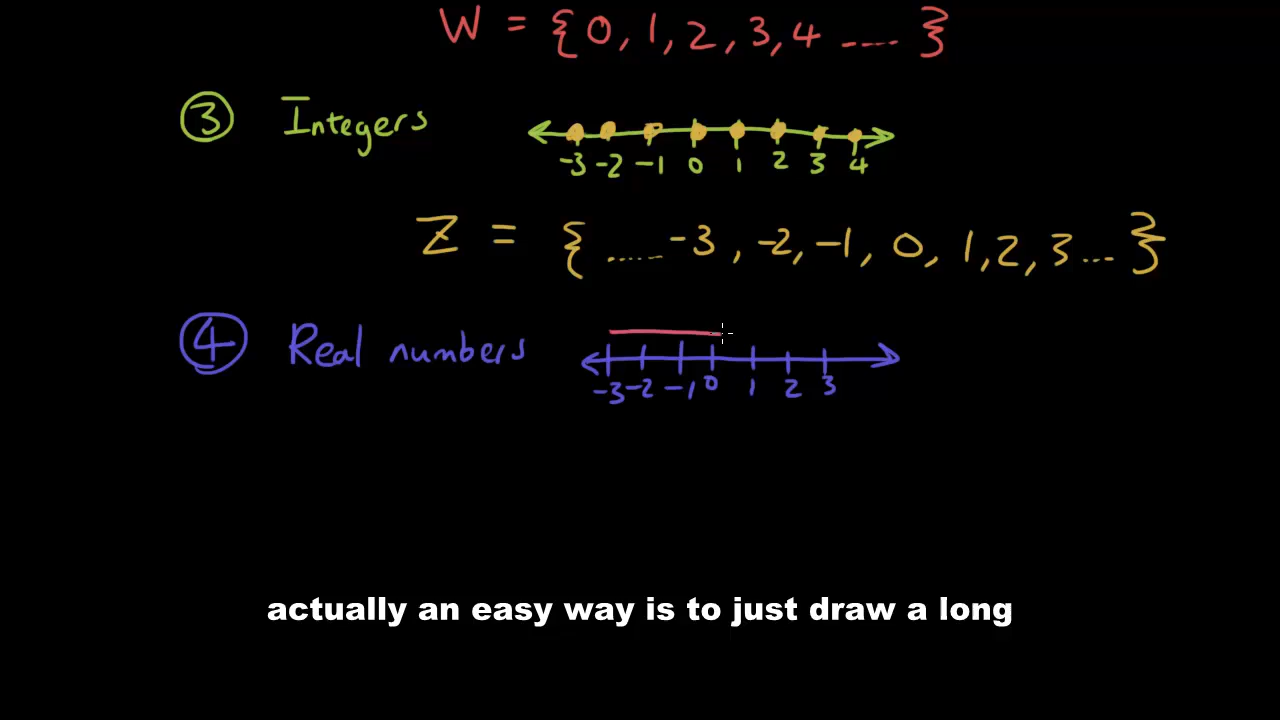 W = {0, 1, 2, 3, 4 ..... }
③ Integers
-3 -2 -1 0 1 2 3 4
Z = { ...... -3, -2, -1, 0, 1, 2, 3 .... }
④ Real numbers
-3 -2 -1 0 1 2 3
actually an easy way is to just draw a long